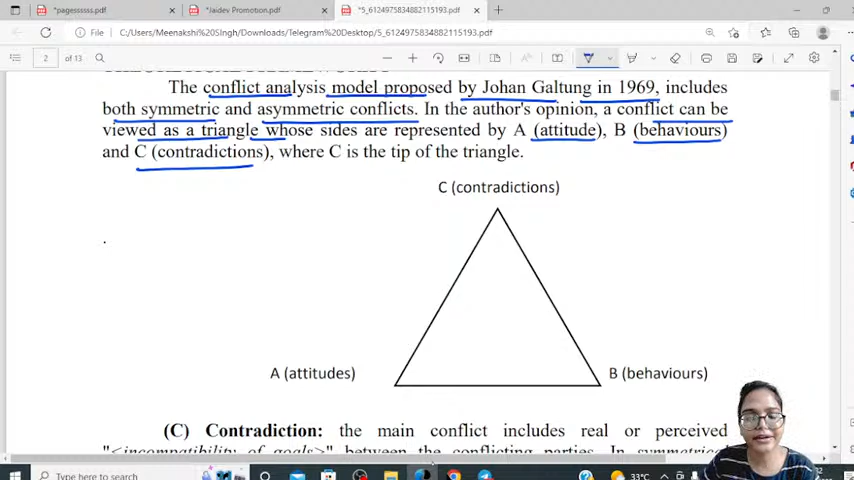 *pagesssss.pdf
*Jaidev Promotion.pdf
*5_6124975834882115193.pdf
File
C:/Users/Meenakshi%20SIngh/Downloads/Telegram%20Desktop/5_6124975834882115193.pdf
2 of 13
The conflict analysis model proposed by Johan Galtung in 1969, includes
both symmetric and asymmetric conflicts. In the author's opinion, a conflict can be
viewed as a triangle whose sides are represented by A (attitude), B (behaviours)
and C (contradictions), where C is the tip of the triangle.
C (contradictions)
A (attitudes)
B (behaviours)
(C) Contradiction: the main conflict includes real or perceived
"<incompatibility of goals>" between the conflicting parties. In symmetrical
Type here to search
33°C